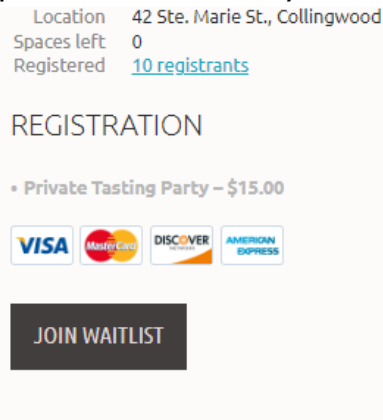 Location 42 Ste. Marie St., Collingwood
Spaces left 0
Registered 10 registrants
REGISTRATION
• Private Tasting Party – $15.00
VISA MasterCard DISCOVER AMERICAN EXPRESS
JOIN WAITLIST